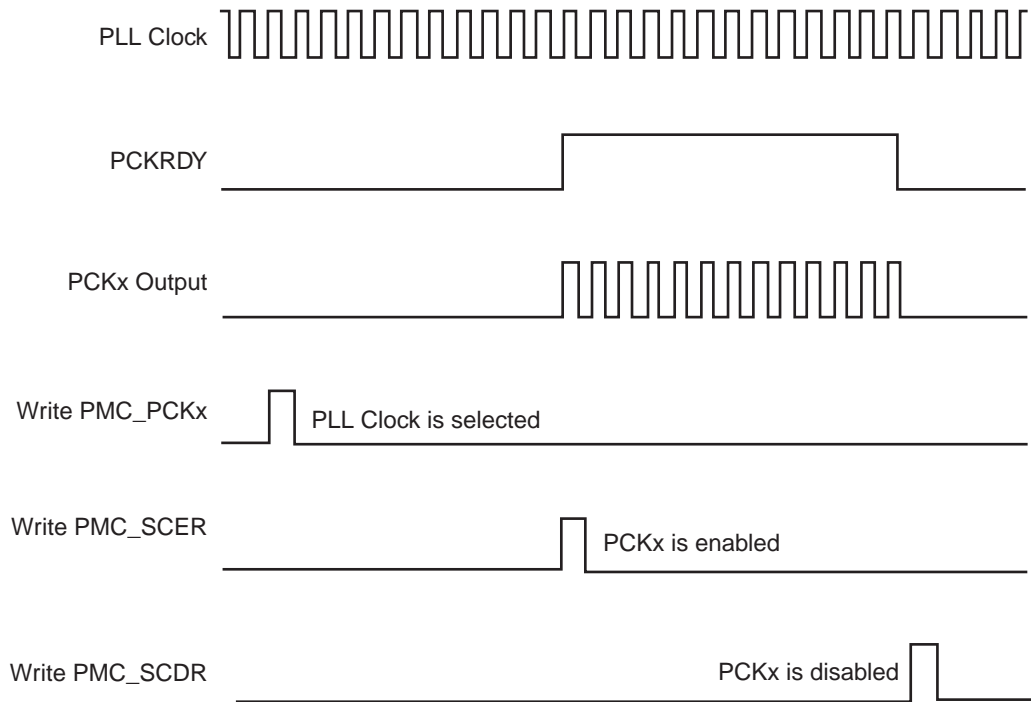 PLL Clock
PCKRDY
PCKx Output
Write PMC_PCKx
PLL Clock is selected
Write PMC_SCER
PCKx is enabled
Write PMC_SCDR
PCKx is disabled